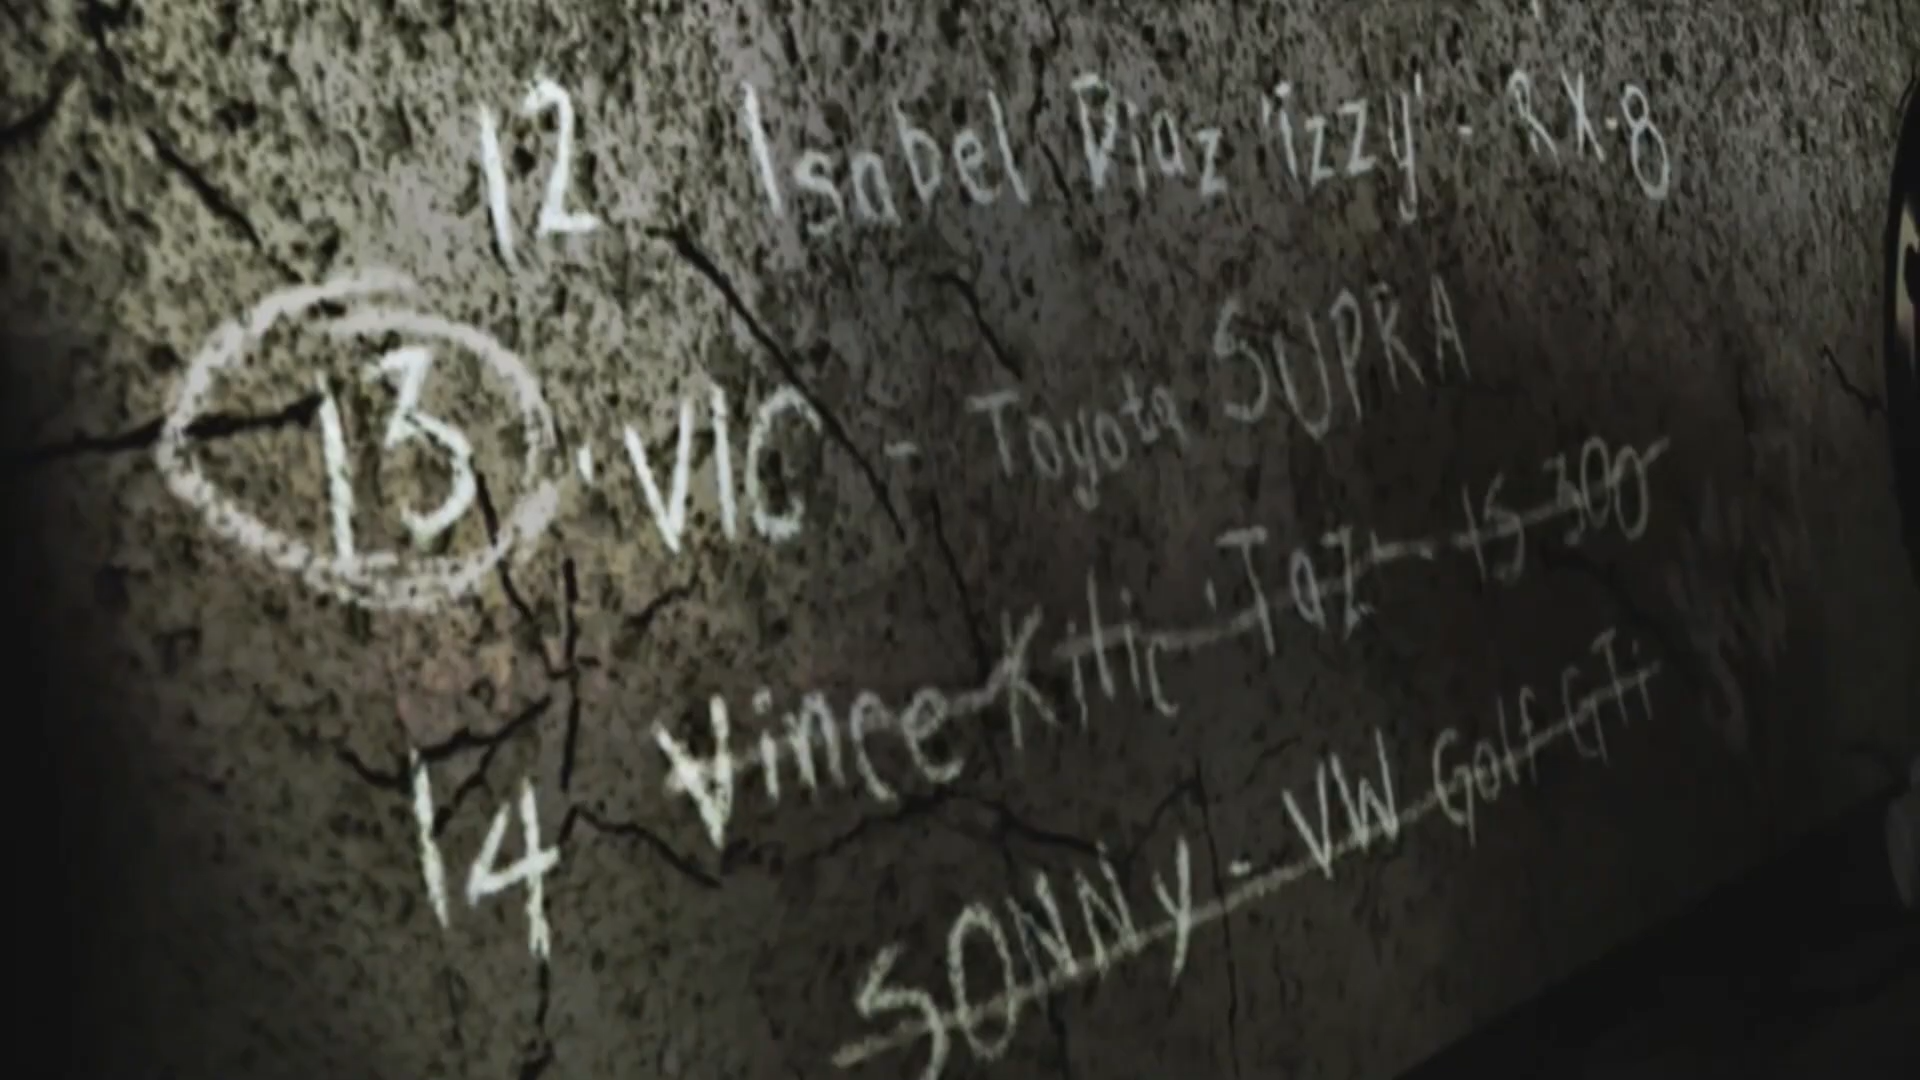 12 Isabel Diaz 'izzy' - RX-8
13 'VIC - Toyota SUPRA
14 Vince Kilic 'Taz - IS 300
SONNY - VW Golf GTi